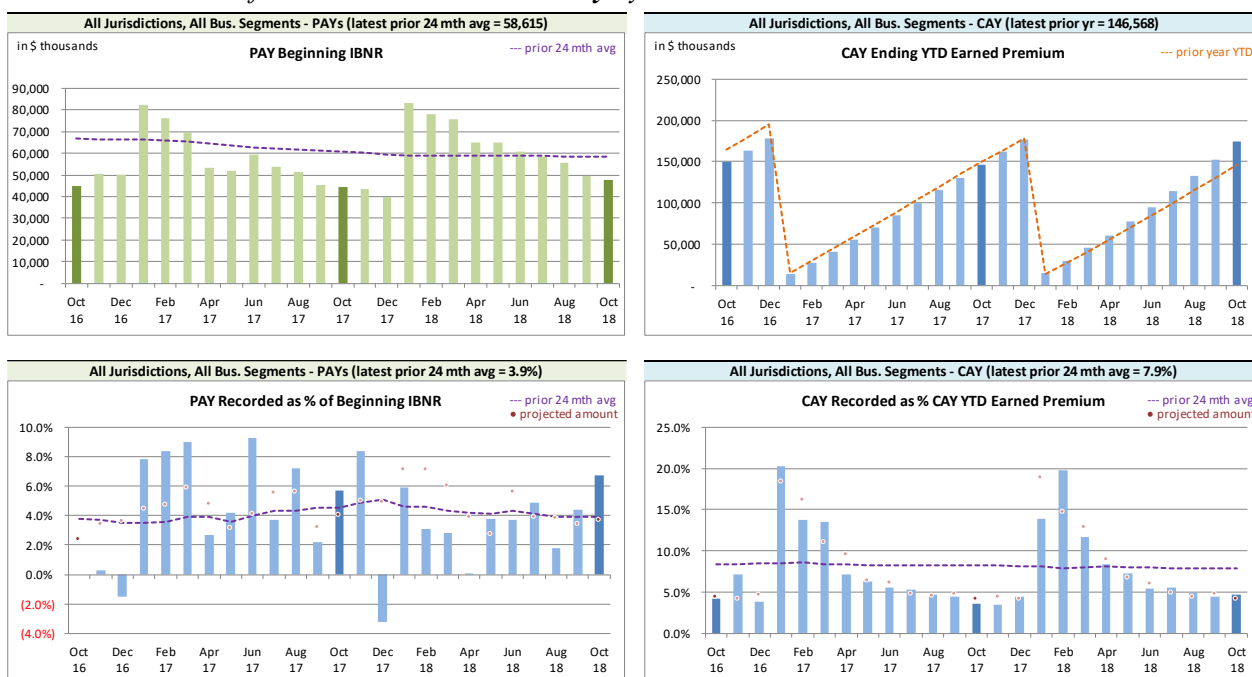 All Jurisdictions, All Bus. Segments - PAYs (latest prior 24 mth avg = 58,615)
in $ thousands
PAY Beginning IBNR
--- prior 24 mth avg
90,000
80,000
70,000
60,000
50,000
40,000
30,000
20,000
10,000
-
Oct Dec Feb Apr Jun Aug Oct Dec Feb Apr Jun Aug Oct
16 16 17 17 17 17 17 17 18 18 18 18 18
All Jurisdictions, All Bus. Segments - CAY (latest prior yr = 146,568)
in $ thousands
CAY Ending YTD Earned Premium
--- prior year YTD
250,000
200,000
150,000
100,000
50,000
-
Oct Dec Feb Apr Jun Aug Oct Dec Feb Apr Jun Aug Oct
16 16 17 17 17 17 17 17 18 18 18 18 18
All Jurisdictions, All Bus. Segments - PAYs (latest prior 24 mth avg = 3.9%)
PAY Recorded as % of Beginning IBNR
--- prior 24 mth avg
● projected amount
10.0%
8.0%
6.0%
4.0%
2.0%
0.0%
(2.0%)
(4.0%)
Oct Dec Feb Apr Jun Aug Oct Dec Feb Apr Jun Aug Oct
16 16 17 17 17 17 17 17 18 18 18 18 18
All Jurisdictions, All Bus. Segments - CAY (latest prior 24 mth avg = 7.9%)
CAY Recorded as % CAY YTD Earned Premium
--- prior 24 mth avg
● projected amount
25.0%
20.0%
15.0%
10.0%
5.0%
0.0%
Oct Dec Feb Apr Jun Aug Oct Dec Feb Apr Jun Aug Oct
16 16 17 17 17 17 17 17 18 18 18 18 18